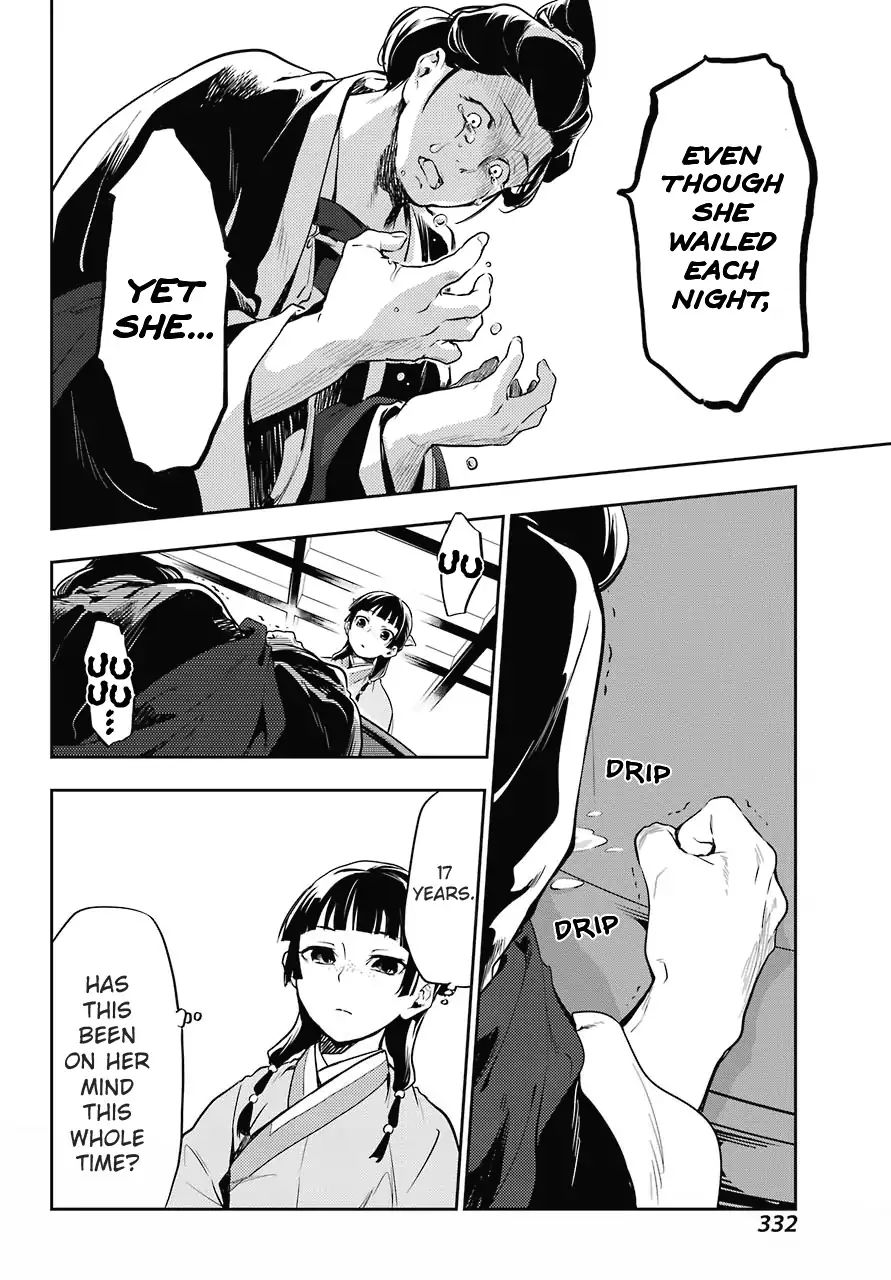 EVEN
THOUGH
SHE
WAILED
EACH
NIGHT,
YET
SHE...
DRIP
DRIP
UU
UU
UU...
17
YEARS.
HAS
THIS
BEEN
ON HER
MIND
THIS
WHOLE
TIME?
332